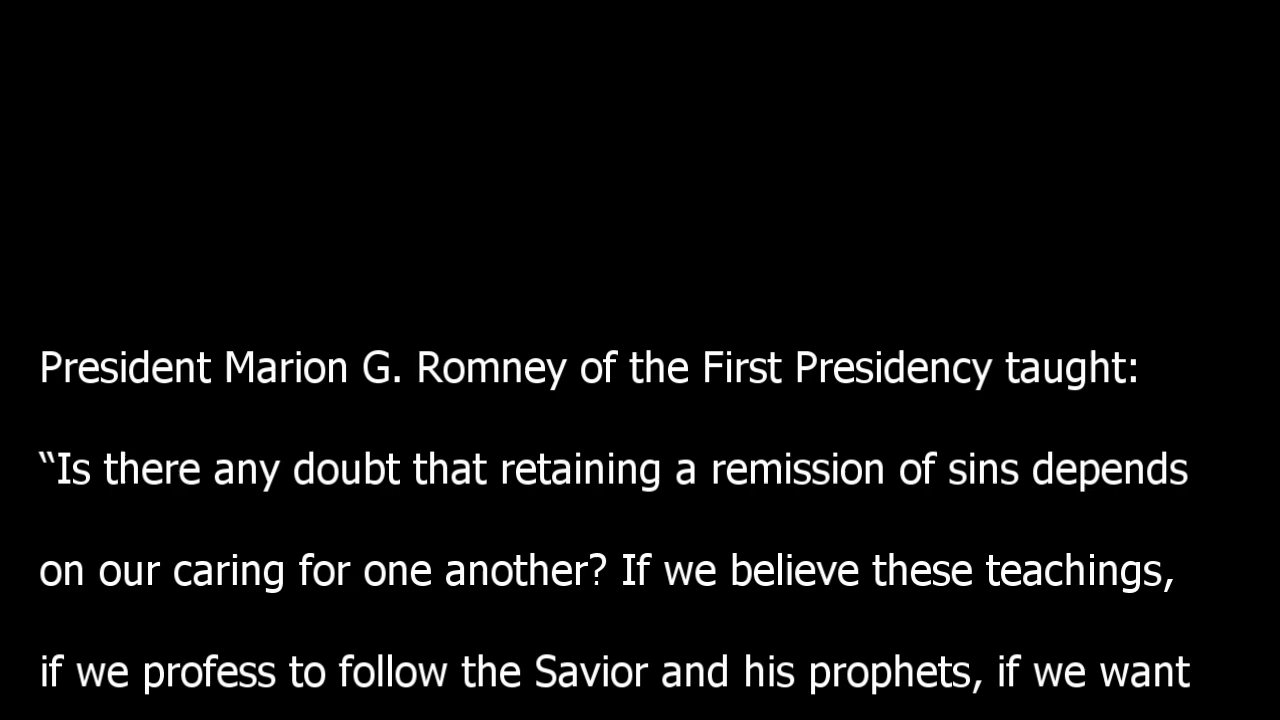 President Marion G. Romney of the First Presidency taught:
“Is there any doubt that retaining a remission of sins depends
on our caring for one another? If we believe these teachings,
if we profess to follow the Savior and his prophets, if we want